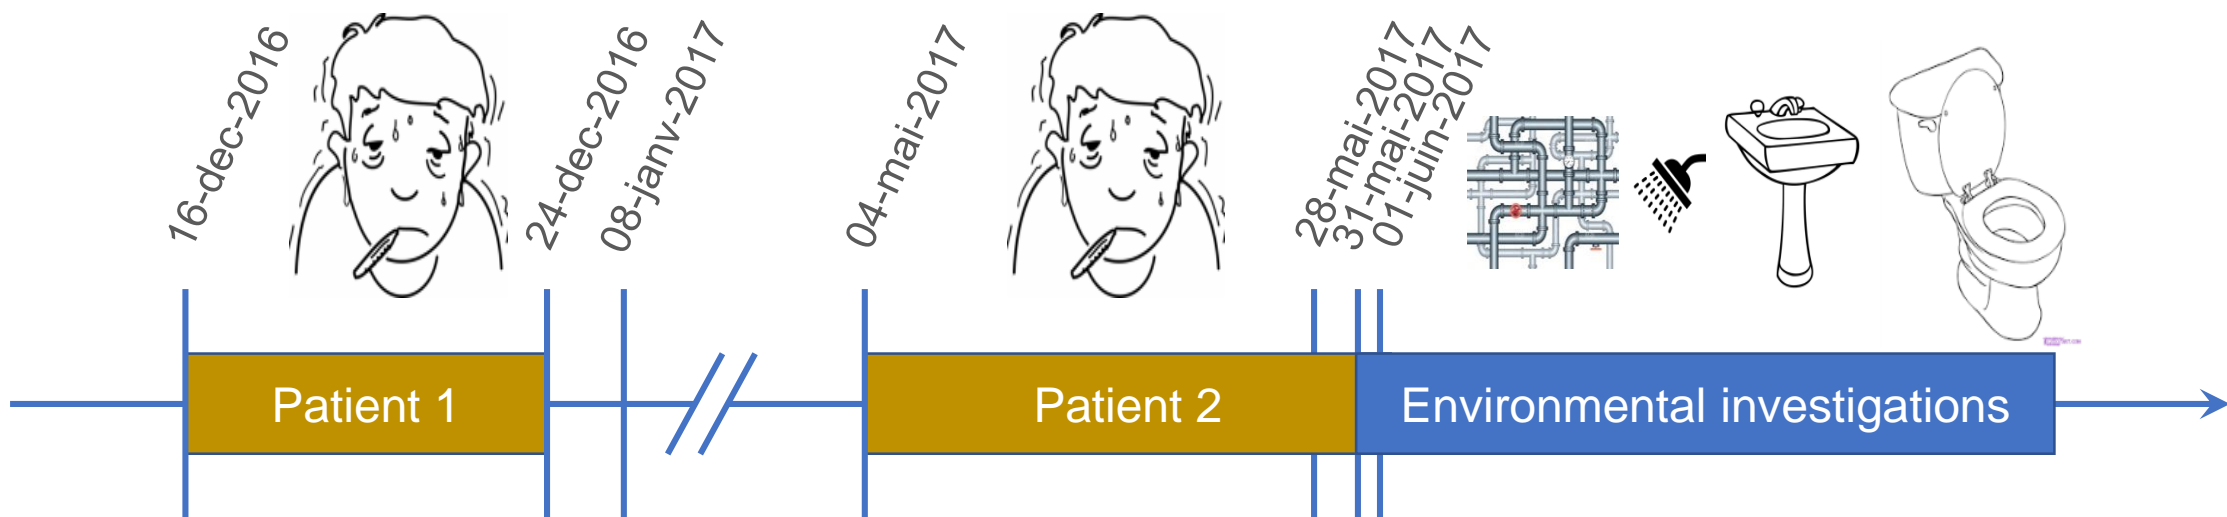 16-dec-2016
24-dec-2016
08-janv-2017
04-mai-2017
28-mai-2017
31-mai-2017
01-juin-2017
Patient 1
Patient 2
Environmental investigations